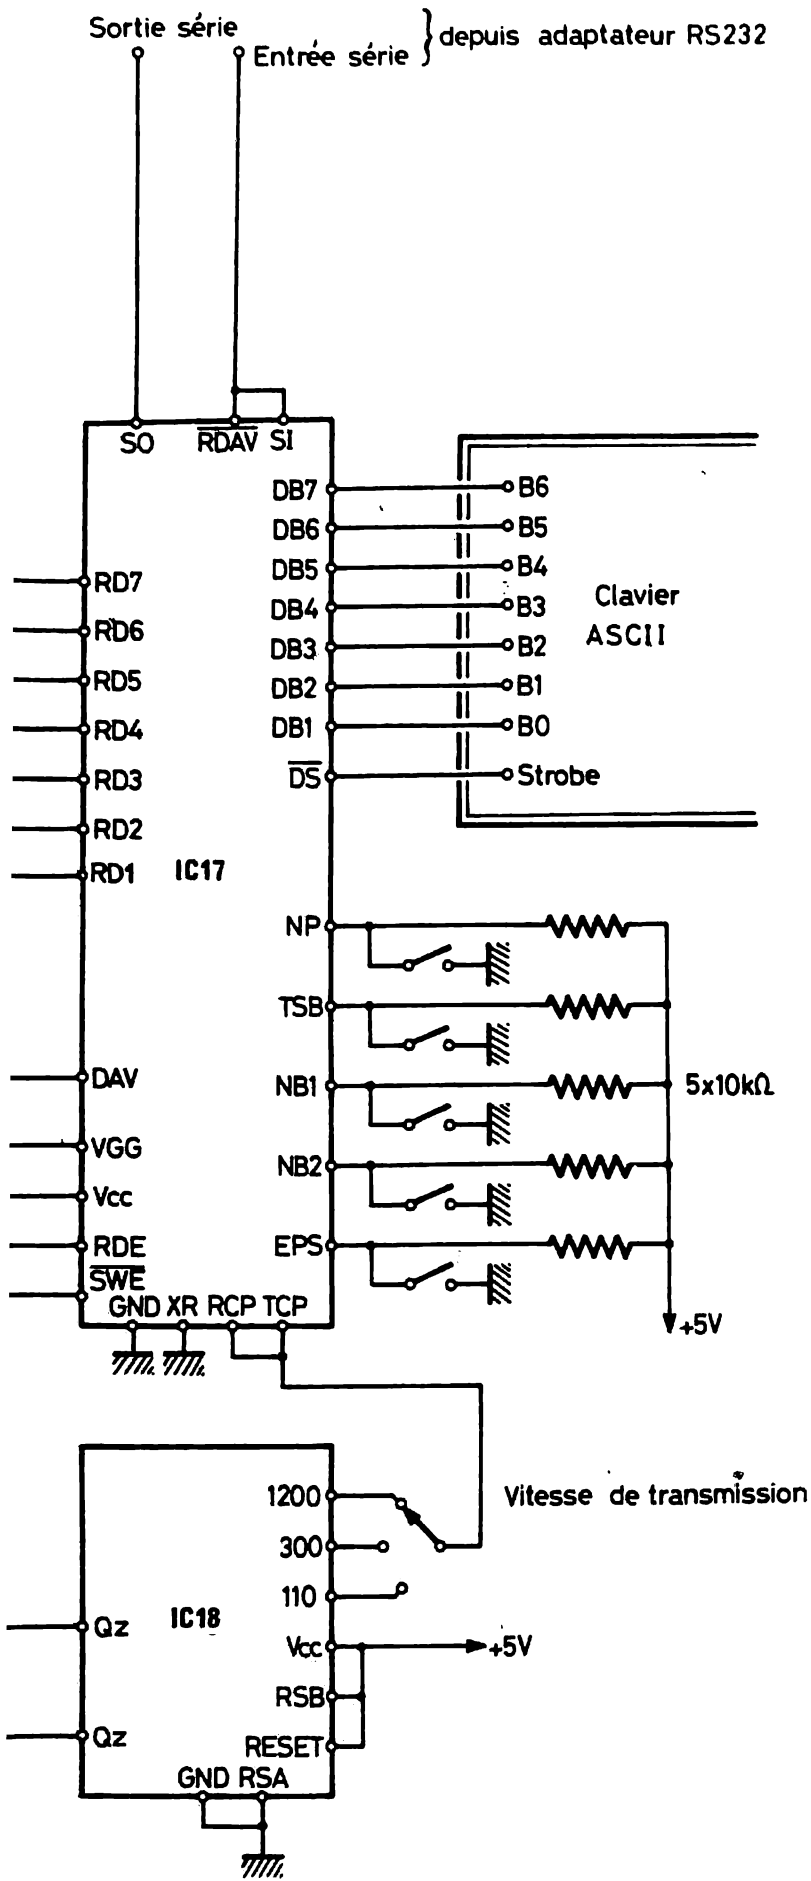 Sortie série
Entrée série } depuis adaptateur RS232
SO RDAV SI
DB7 B6
DB6 B5
DB5 B4
RD7
DB4 B3
Clavier
ASCII
RD6
DB3 B2
RD5
DB2 B1
RD4
DB1 B0
RD3
DS Strobe
RD2
RD1 IC17
NP
TSB
DAV
NB1 5x10kΩ
VGG
NB2
Vcc
RDE
EPS
SWE
GND XR RCP TCP
+5V
1200
Vitesse de transmission
300
110
IC18
Qz
Vcc +5V
RSB
Qz
RESET
GND RSA